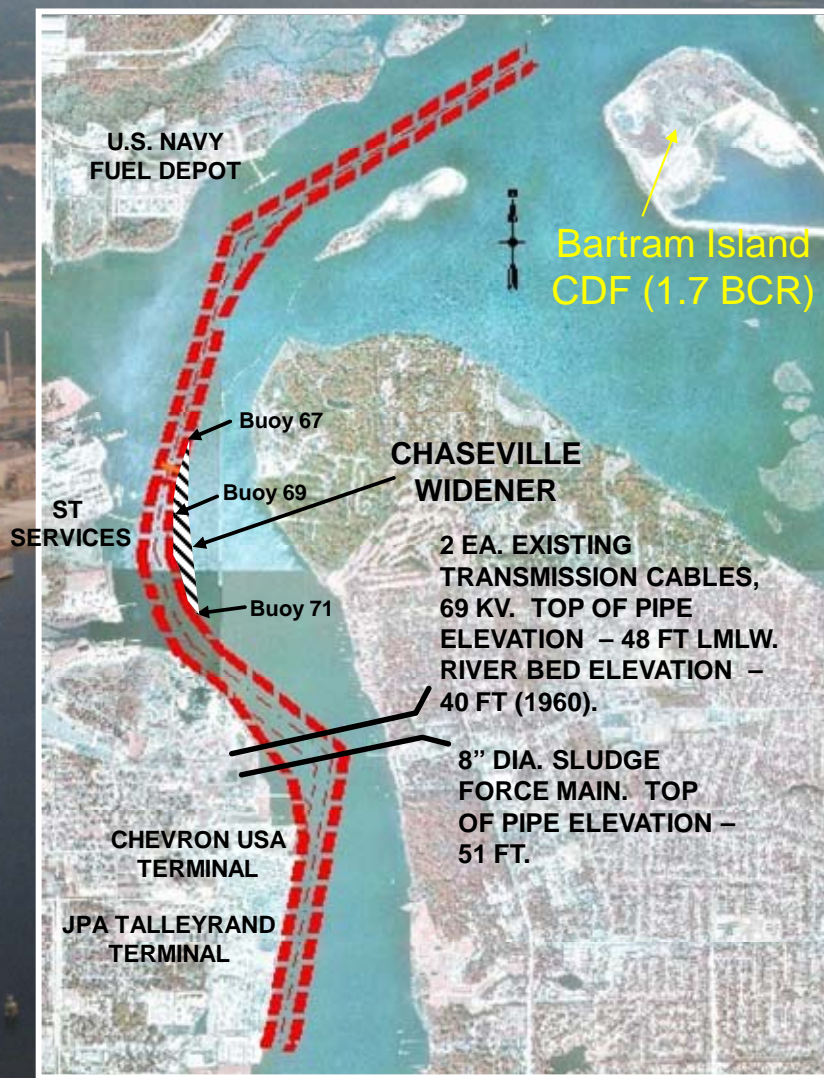 U.S. NAVY
FUEL DEPOT
Bartram Island
CDF (1.7 BCR)
Buoy 67
CHASEVILLE
WIDENER
Buoy 69
ST
SERVICES
Buoy 71
2 EA. EXISTING
TRANSMISSION CABLES,
69 KV. TOP OF PIPE
ELEVATION – 48 FT LMLW.
RIVER BED ELEVATION –
40 FT (1960).
8” DIA. SLUDGE
FORCE MAIN. TOP
OF PIPE ELEVATION –
51 FT.
CHEVRON USA
TERMINAL
JPA TALLEYRAND
TERMINAL